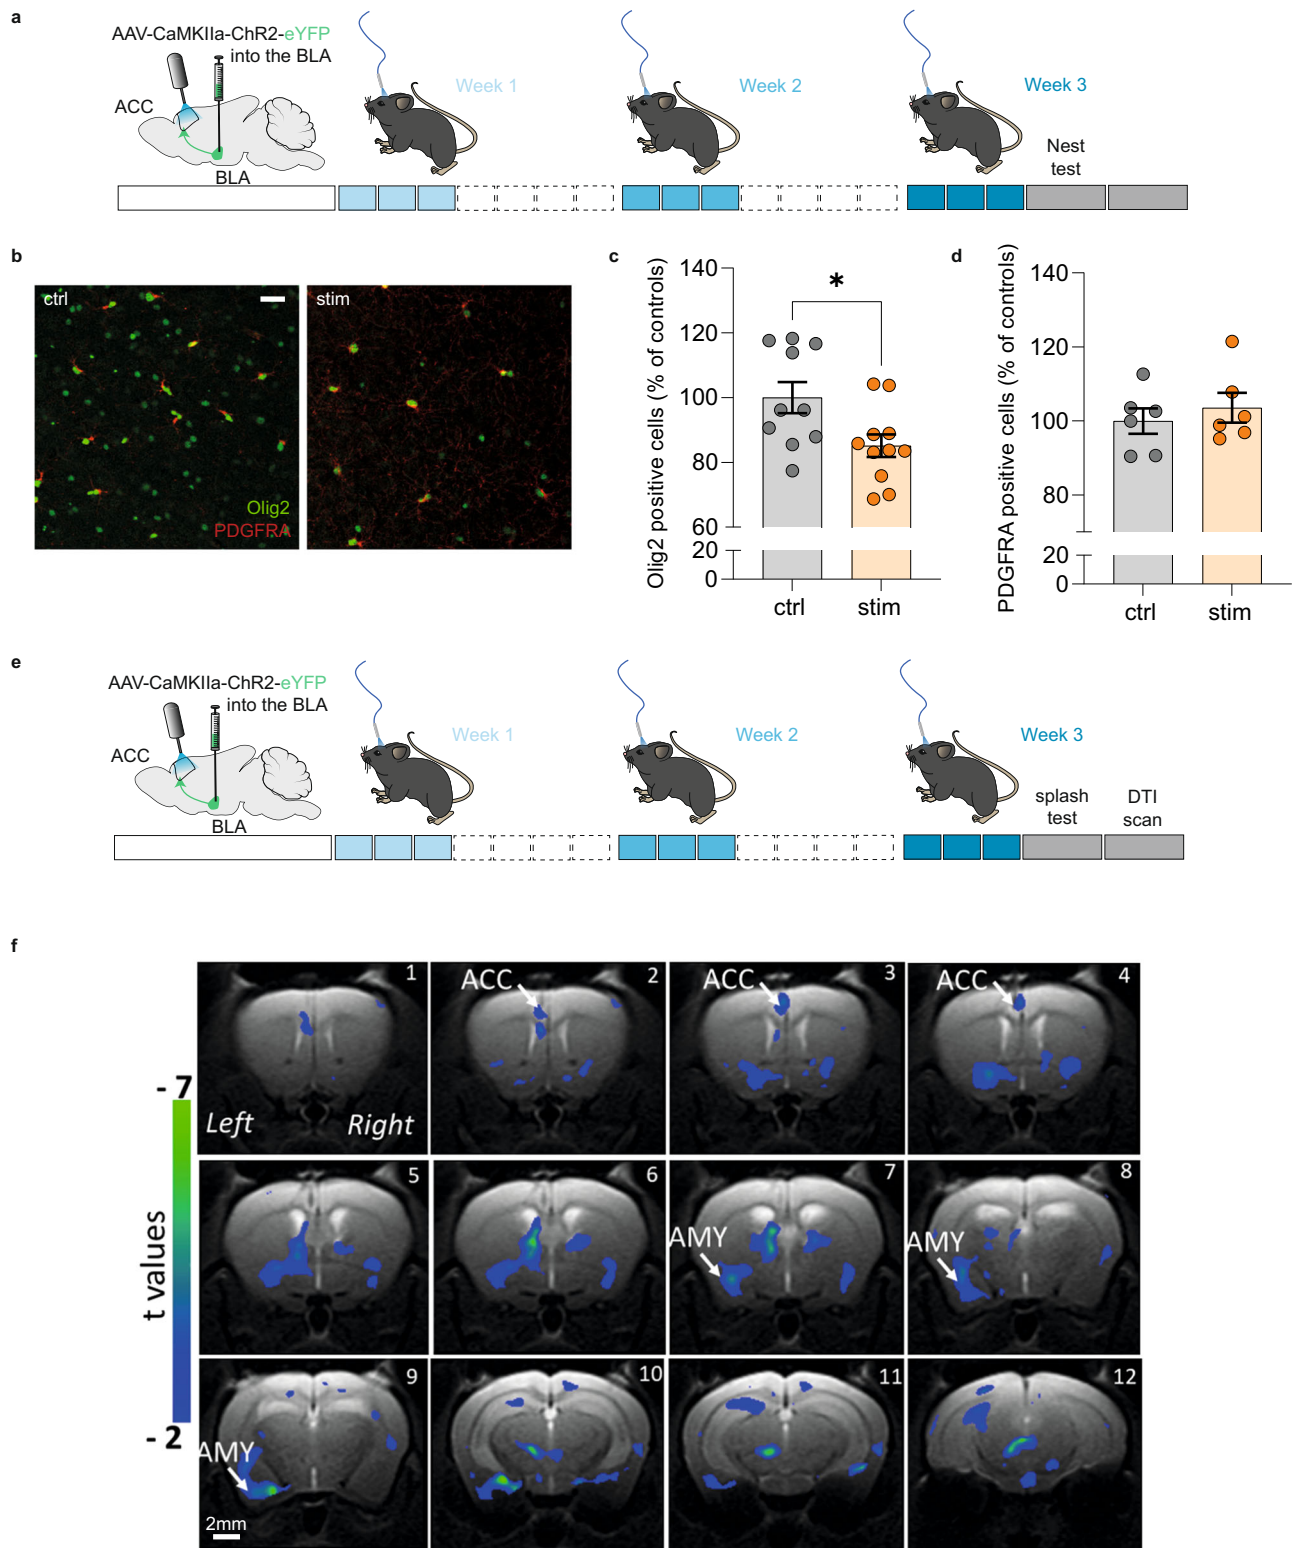 a
AAV-CaMKIIa-ChR2-eYFP
into the BLA
ACC
BLA
Week 1
Week 2
Week 3
Nest
test
b
ctrl
stim
Olig2
PDGFRA
c
Olig2 positive cells (% of controls)
140
120
100
80
60
20
0
*
ctrl
stim
d
PDGFRA positive cells (% of controls)
140
120
100
80
20
0
ctrl
stim
e
AAV-CaMKIIa-ChR2-eYFP
into the BLA
ACC
BLA
Week 1
Week 2
Week 3
splash
test
DTI
scan
f
- 7
t values
- 2
1
Left
Right
2
ACC
3
ACC
4
ACC
5
6
7
AMY
8
AMY
9
AMY
2mm
10
11
12